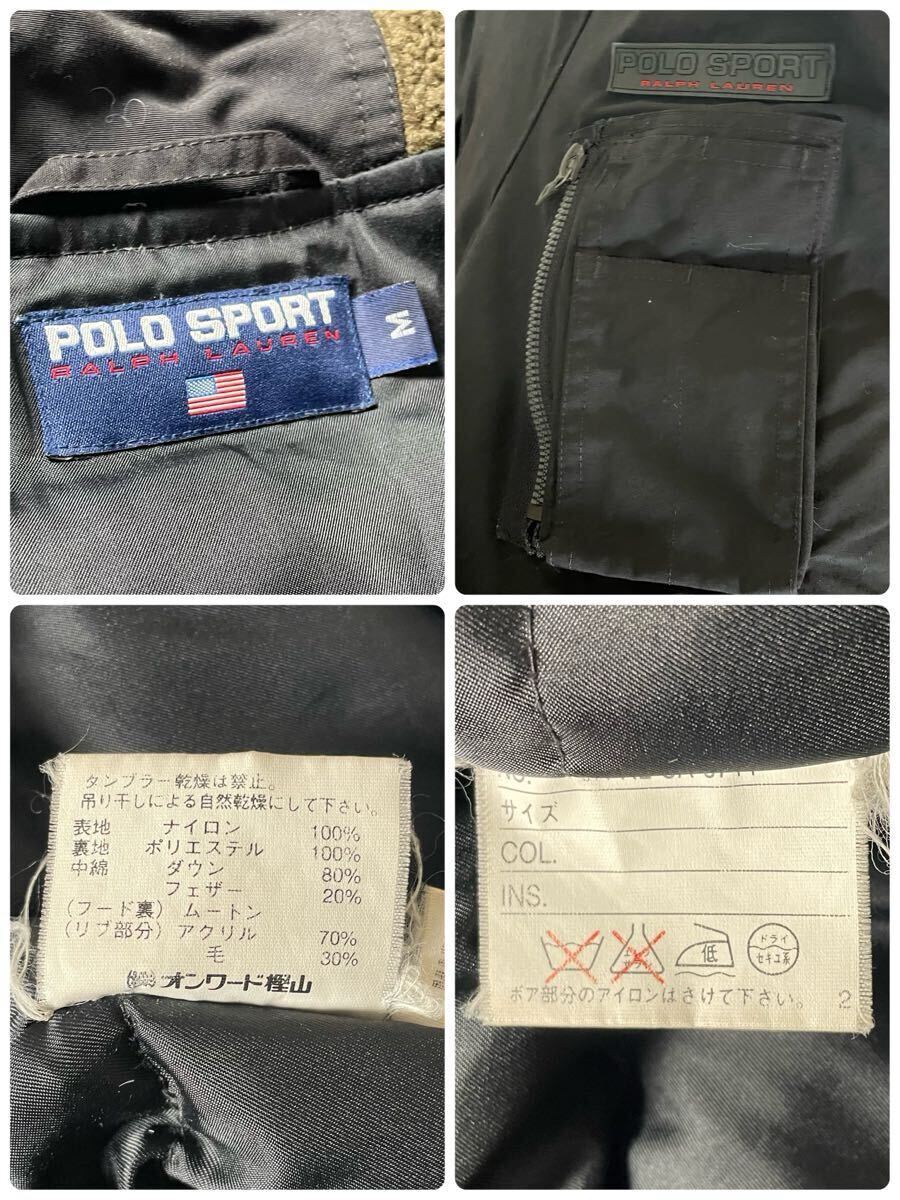 POLO SPORT
RALPH LAUREN
M
POLO SPORT
RALPH LAUREN
タンブラー乾燥は禁止。
吊り干しによる自然乾燥にして下さい。
表地 ナイロン 100%
裏地 ポリエステル 100%
中綿 ダウン 80%
フェザー 20%
(フード裏) ムートン
(リブ部分) アクリル 70%
毛 30%
オンワード樫山
サイズ
COL.
INS.
低
ドライ
セキユ系
ボア部分のアイロンはさけて下さい。 2